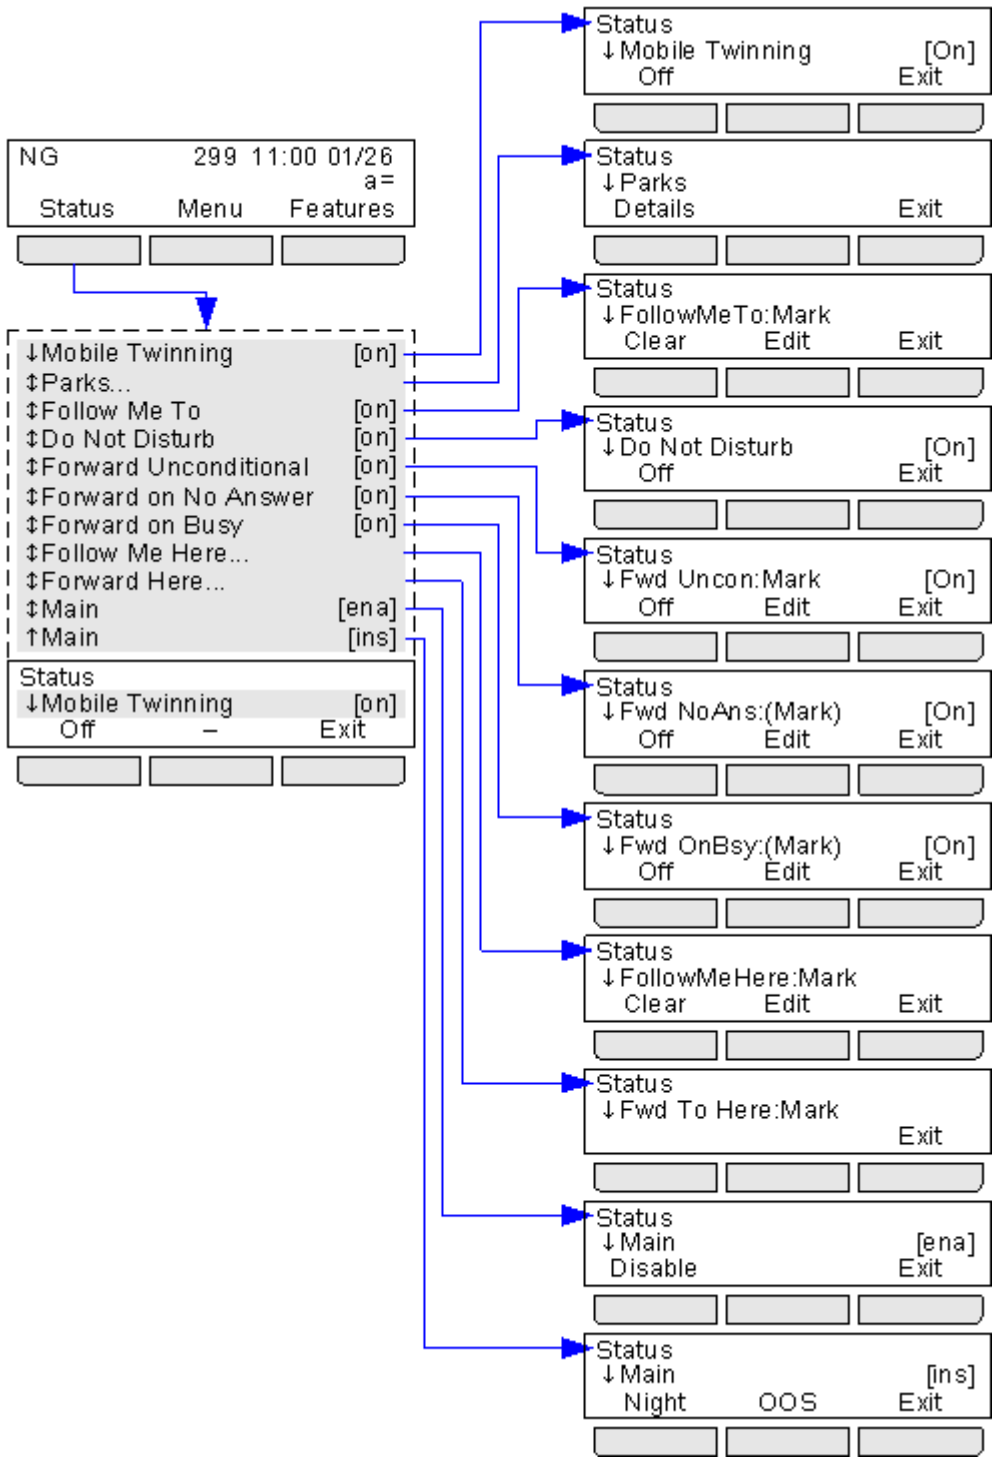 NG 299 11:00 01/26
a=
Status Menu Features
↓Mobile Twinning [on]
↕Parks...
↕Follow Me To [on]
↕Do Not Disturb [on]
↕Forward Unconditional [on]
↕Forward on No Answer [on]
↕Forward on Busy [on]
↕Follow Me Here...
↕Forward Here...
↕Main [ena]
↑Main [ins]
Status
↓Mobile Twinning [on]
Off – Exit
Status
↓Mobile Twinning [On]
Off Exit
Status
↓Parks
Details Exit
Status
↓FollowMeTo:Mark
Clear Edit Exit
Status
↓Do Not Disturb [On]
Off Exit
Status
↓Fwd Uncon:Mark [On]
Off Edit Exit
Status
↓Fwd NoAns:(Mark) [On]
Off Edit Exit
Status
↓Fwd OnBsy:(Mark) [On]
Off Edit Exit
Status
↓FollowMeHere:Mark
Clear Edit Exit
Status
↓Fwd To Here:Mark
Exit
Status
↓Main [ena]
Disable Exit
Status
↓Main [ins]
Night OOS Exit